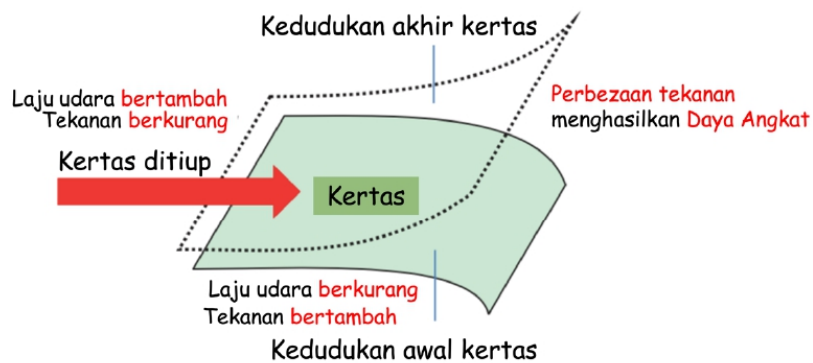 Kedudukan akhir kertas
Laju udara bertambah
Tekanan berkurang
Perbezaan tekanan
menghasilkan Daya Angkat
Kertas ditiup
Kertas
Laju udara berkurang
Tekanan bertambah
Kedudukan awal kertas